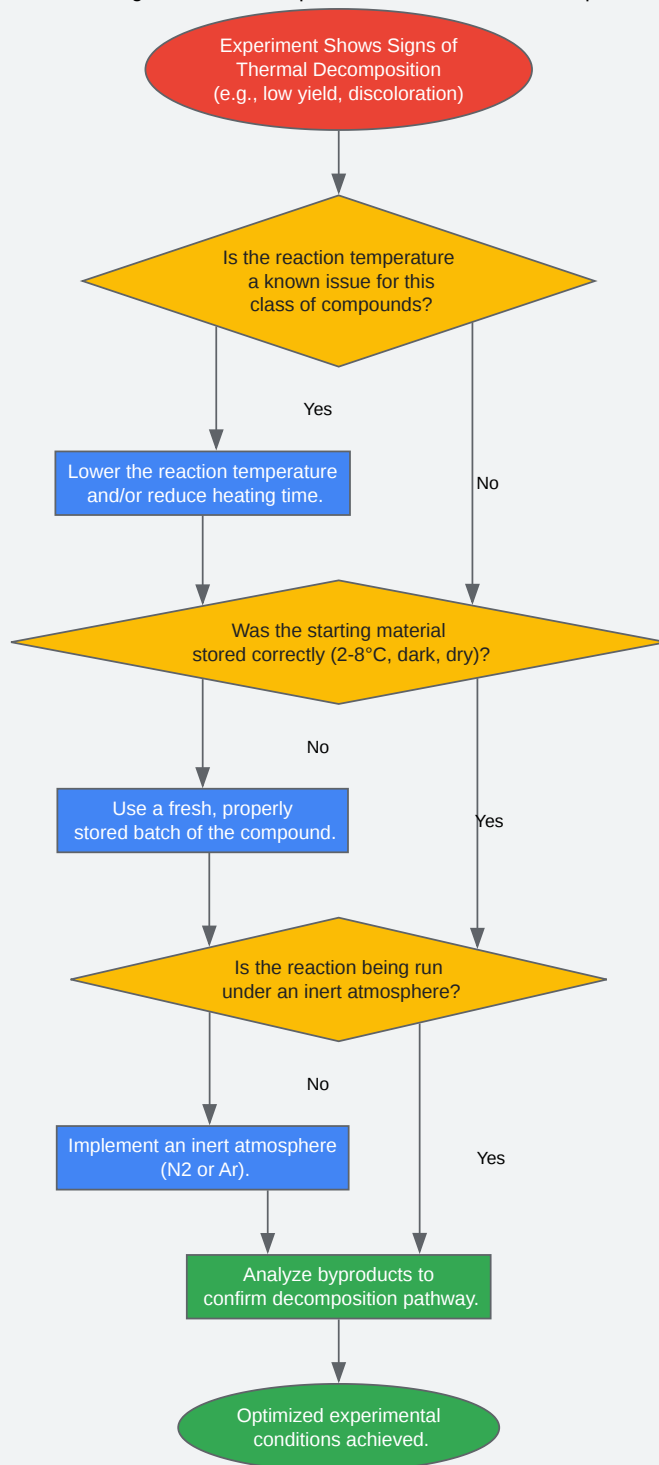 Experiment Shows Signs of
Thermal Decomposition
(e.g., low yield, discoloration)
Is the reaction temperature
a known issue for this
class of compounds?
Yes
Lower the reaction temperature
and/or reduce heating time.
No
Was the starting material
stored correctly (2-8°C, dark, dry)?
No
Use a fresh, properly
stored batch of the compound.
Yes
Is the reaction being run
under an inert atmosphere?
No
Implement an inert atmosphere
(N2 or Ar).
Yes
Analyze byproducts to
confirm decomposition pathway.
Optimized experimental
conditions achieved.